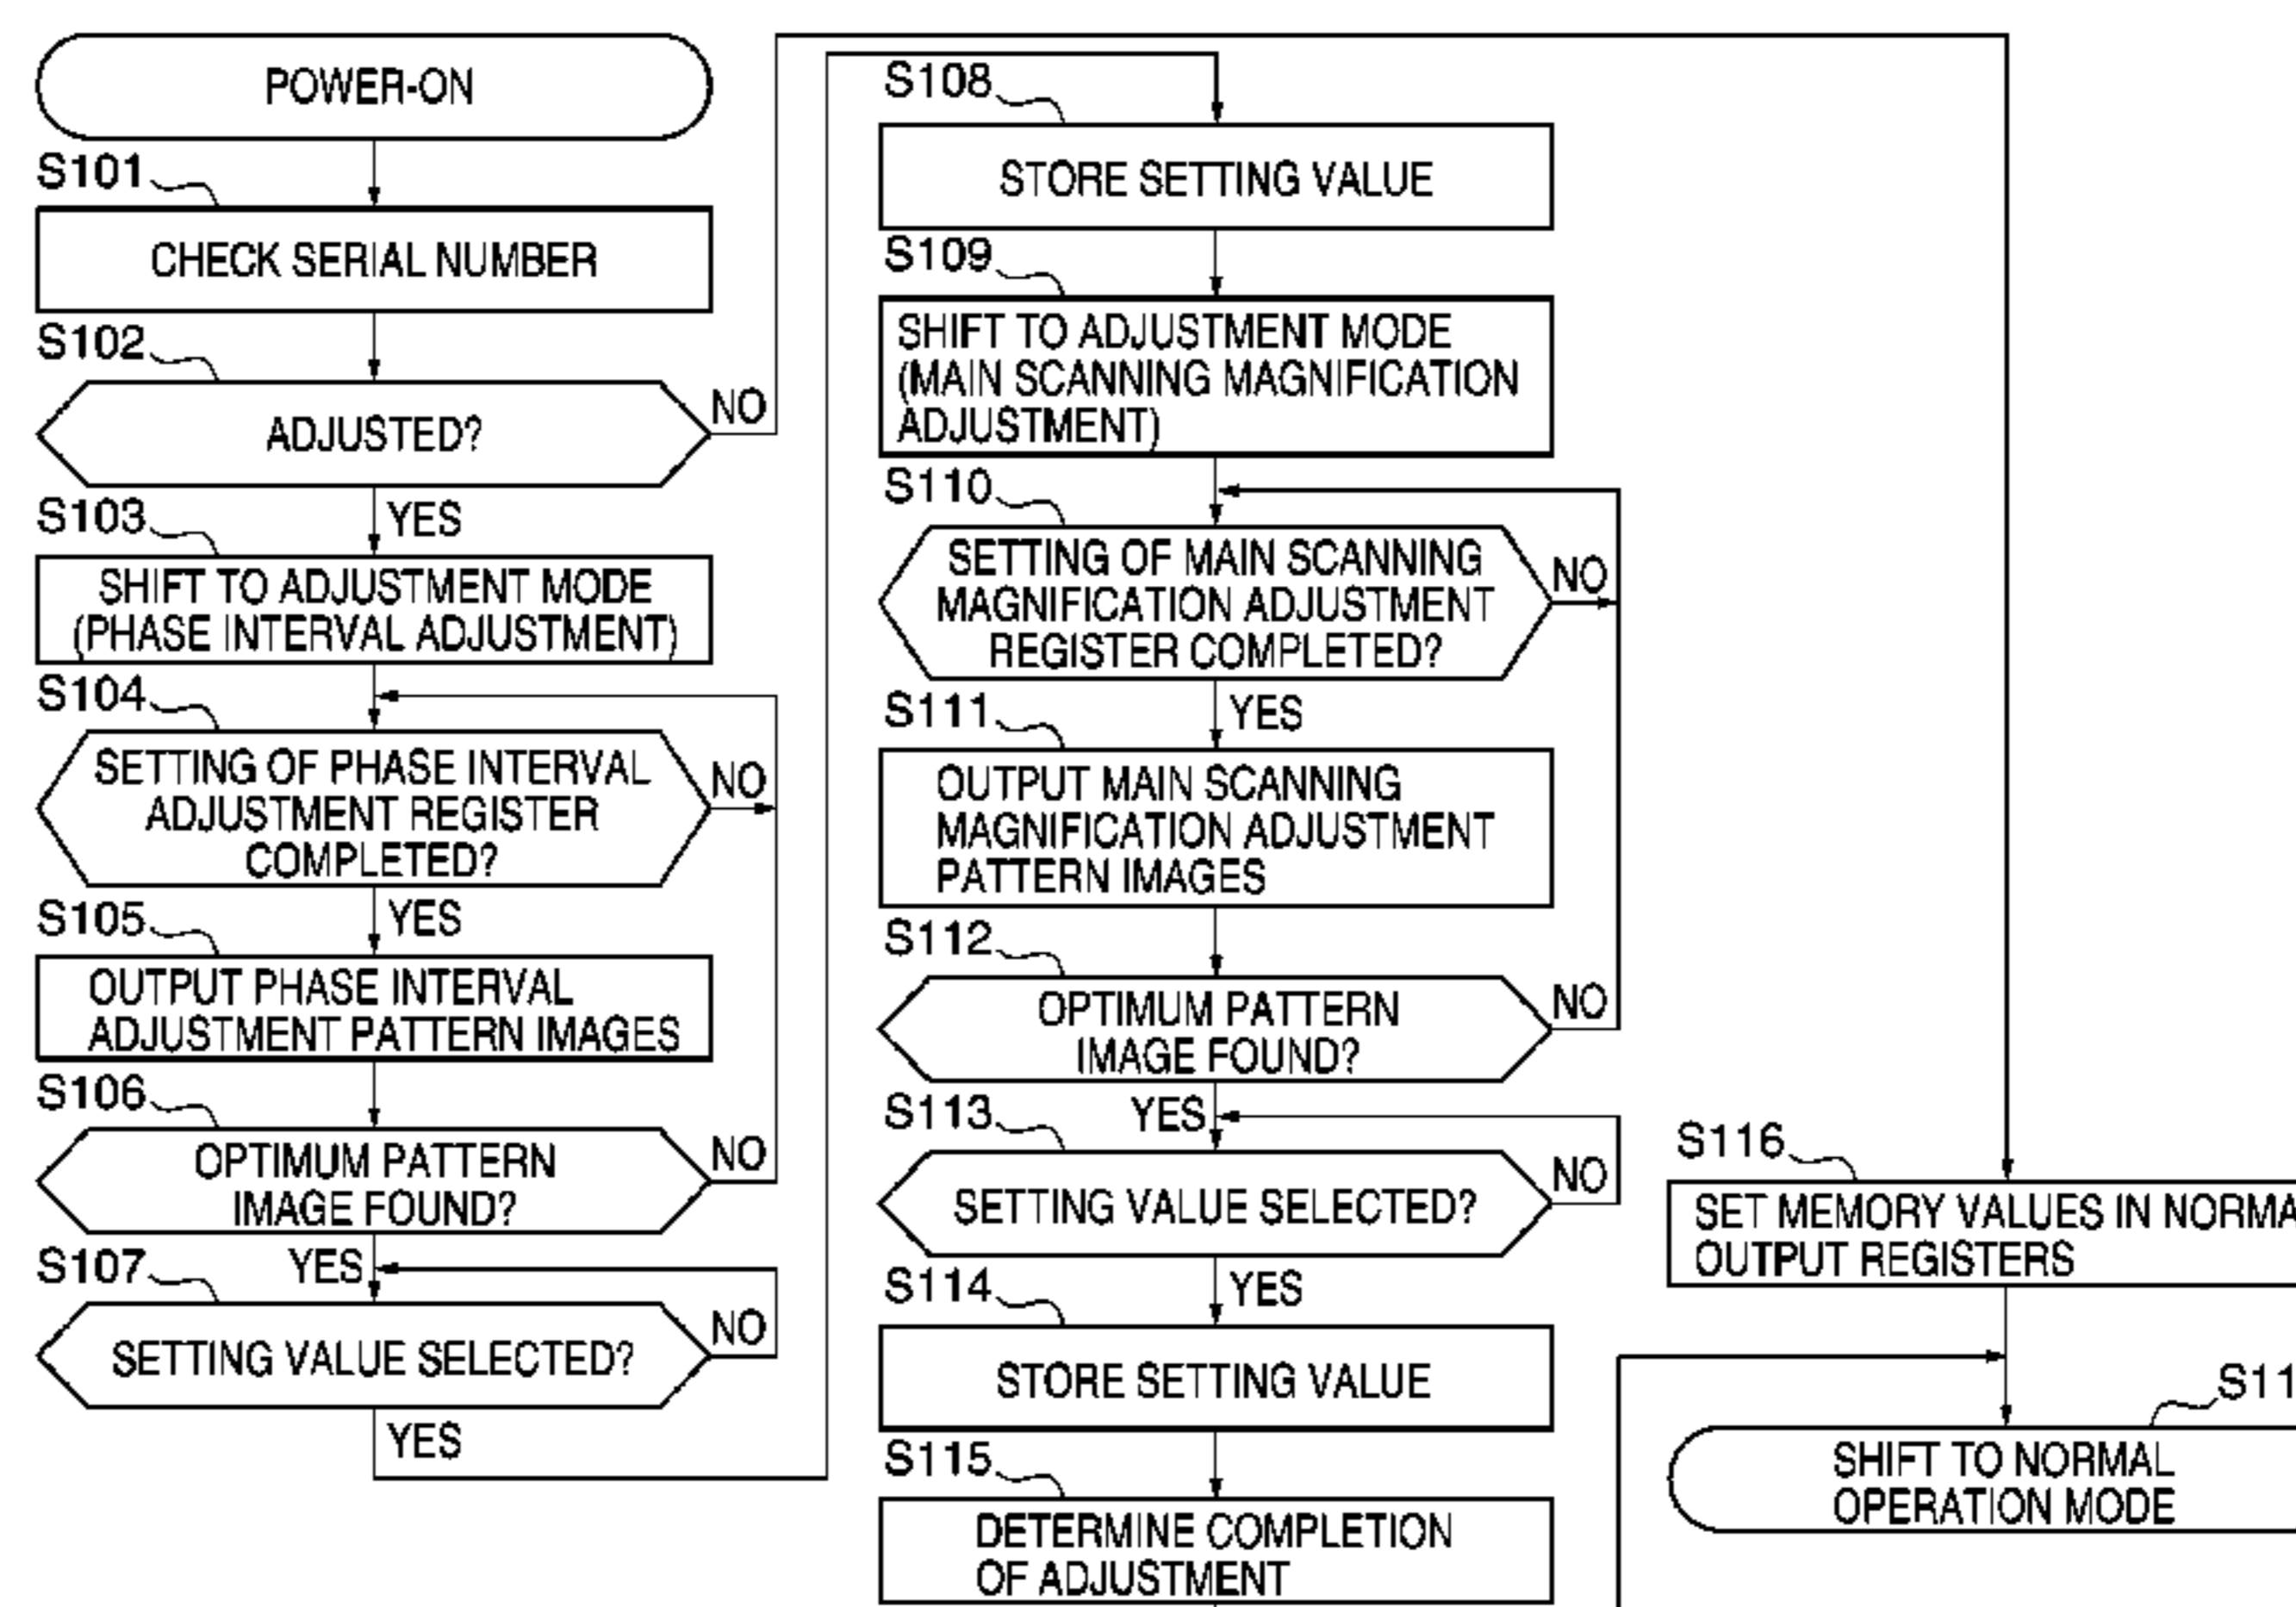 POWER-ON
S101
CHECK SERIAL NUMBER
S102
ADJUSTED?
NO
YES
S103
SHIFT TO ADJUSTMENT MODE
(PHASE INTERVAL ADJUSTMENT)
S104
SETTING OF PHASE INTERVAL
ADJUSTMENT REGISTER
COMPLETED?
NO
YES
S105
OUTPUT PHASE INTERVAL
ADJUSTMENT PATTERN IMAGES
S106
OPTIMUM PATTERN
IMAGE FOUND?
NO
YES
S107
SETTING VALUE SELECTED?
NO
YES
S108
STORE SETTING VALUE
S109
SHIFT TO ADJUSTMENT MODE
(MAIN SCANNING MAGNIFICATION
ADJUSTMENT)
S110
SETTING OF MAIN SCANNING
MAGNIFICATION ADJUSTMENT
REGISTER COMPLETED?
NO
YES
S111
OUTPUT MAIN SCANNING
MAGNIFICATION ADJUSTMENT
PATTERN IMAGES
S112
OPTIMUM PATTERN
IMAGE FOUND?
NO
YES
S113
SETTING VALUE SELECTED?
NO
YES
S114
STORE SETTING VALUE
S115
DETERMINE COMPLETION
OF ADJUSTMENT
S116
SET MEMORY VALUES IN
OUTPUT REGISTERS
SHIFT TO NORMAL
OPERATION MODE